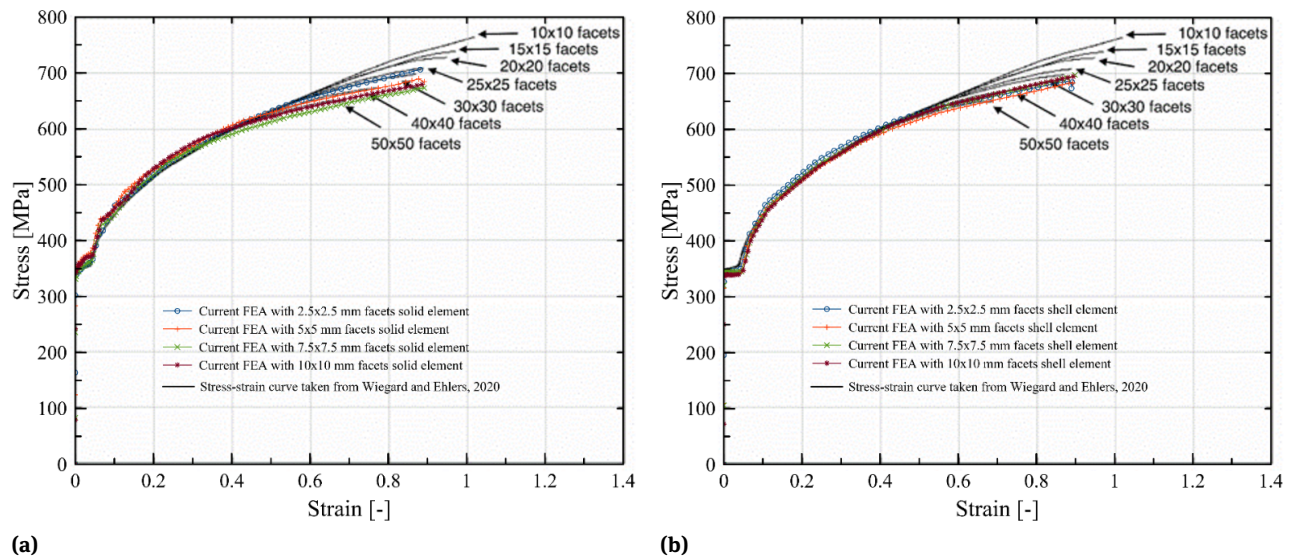 800
700
600
500
400
300
200
100
0
Stress [MPa]
10x10 facets
15x15 facets
20x20 facets
25x25 facets
30x30 facets
40x40 facets
50x50 facets
Current FEA with 2.5x2.5 mm facets solid element
Current FEA with 5x5 mm facets solid element
Current FEA with 7.5x7.5 mm facets solid element
Current FEA with 10x10 mm facets solid element
Stress-strain curve taken from Wiegard and Ehlers, 2020
0 0.2 0.4 0.6 0.8 1 1.2 1.4
Strain [-]
(a)
800
700
600
500
400
300
200
100
0
Stress [MPa]
10x10 facets
15x15 facets
20x20 facets
25x25 facets
30x30 facets
40x40 facets
50x50 facets
Current FEA with 2.5x2.5 mm facets shell element
Current FEA with 5x5 mm facets shell element
Current FEA with 7.5x7.5 mm facets shell element
Current FEA with 10x10 mm facets shell element
Stress-strain curve taken from Wiegard and Ehlers, 2020
0 0.2 0.4 0.6 0.8 1 1.2 1.4
Strain [-]
(b)